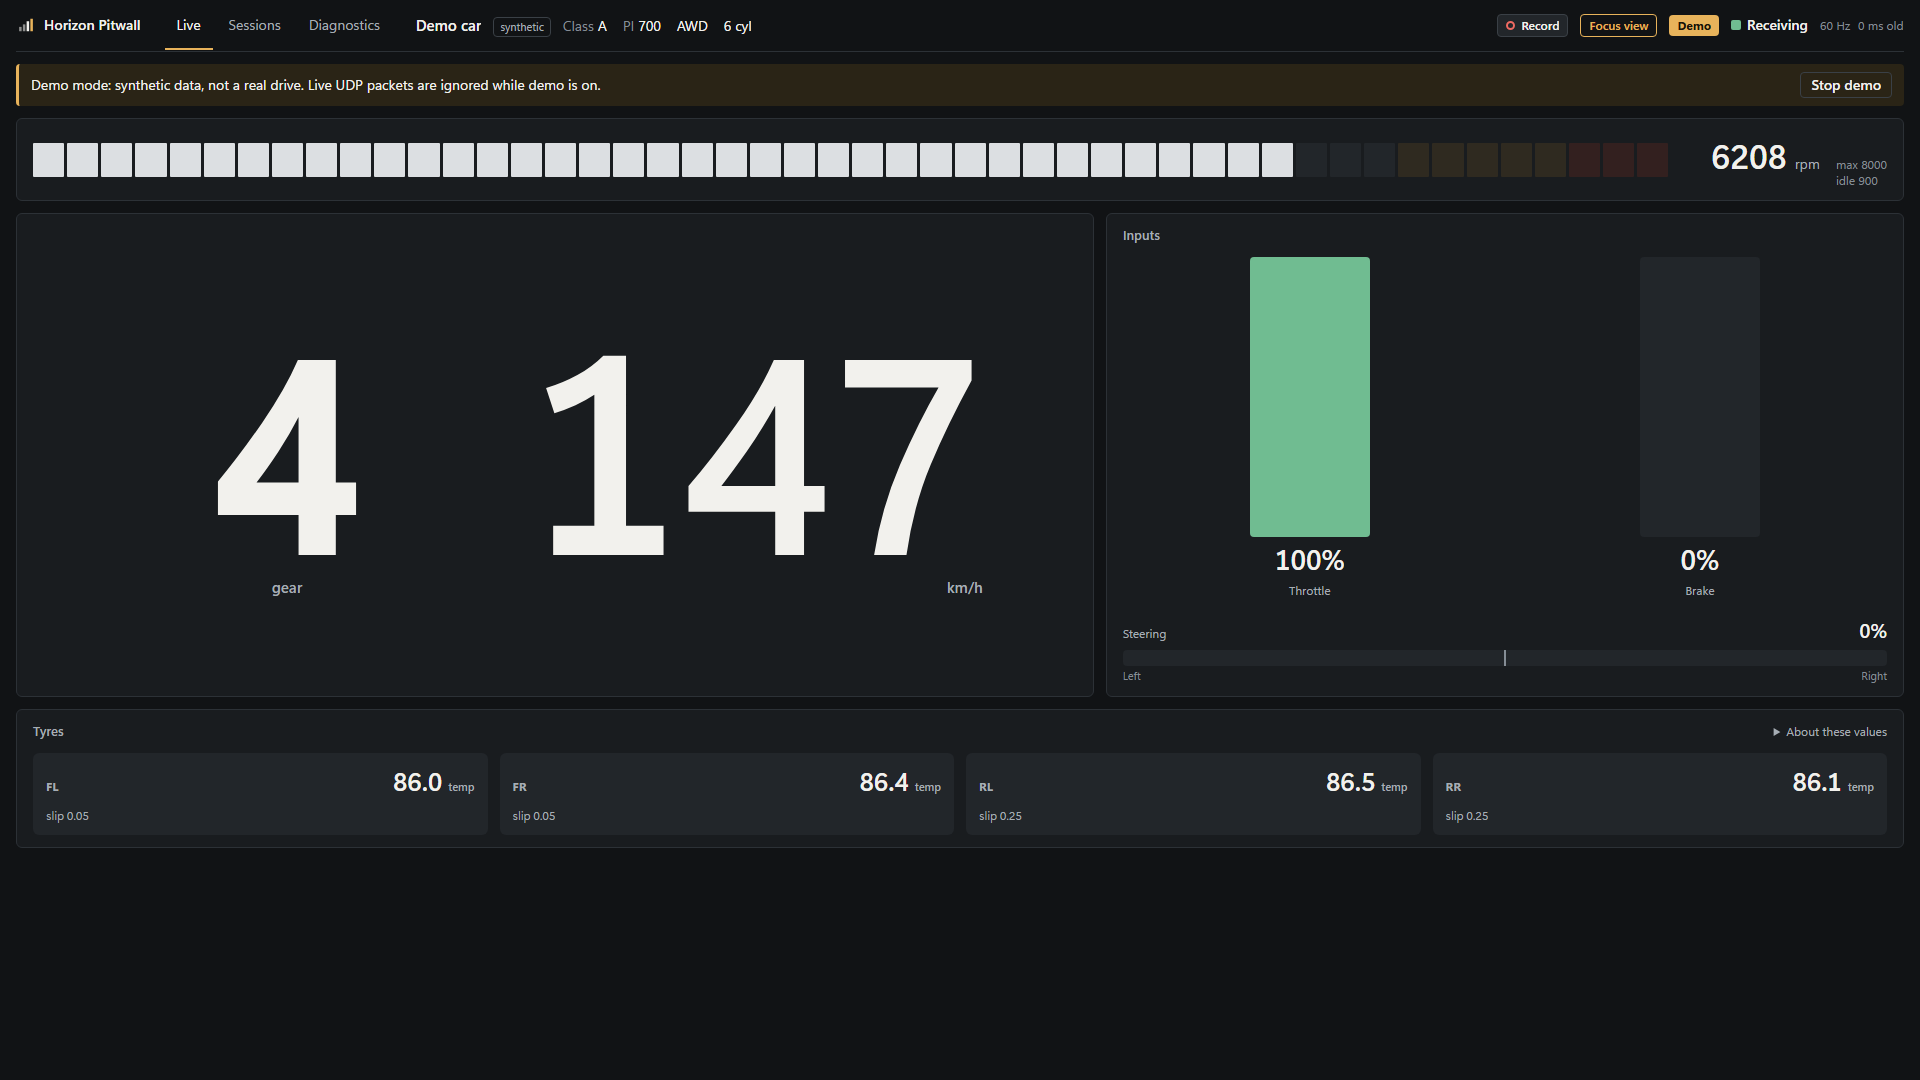 Horizon Pitwall Live Sessions Diagnostics Demo car synthetic Class A PI 700 AWD 6 cyl Record Focus view Demo Receiving 60 Hz 0 ms old
Demo mode: synthetic data, not a real drive. Live UDP packets are ignored while demo is on. Stop demo
6208 rpm max 8000
idle 900
4 147
gear km/h
Inputs
100% 0%
Throttle Brake
Steering 0%
Left Right
Tyres About these values
FL 86.0 temp FR 86.4 temp RL 86.5 temp RR 86.1 temp
slip 0.05 slip 0.05 slip 0.25 slip 0.25